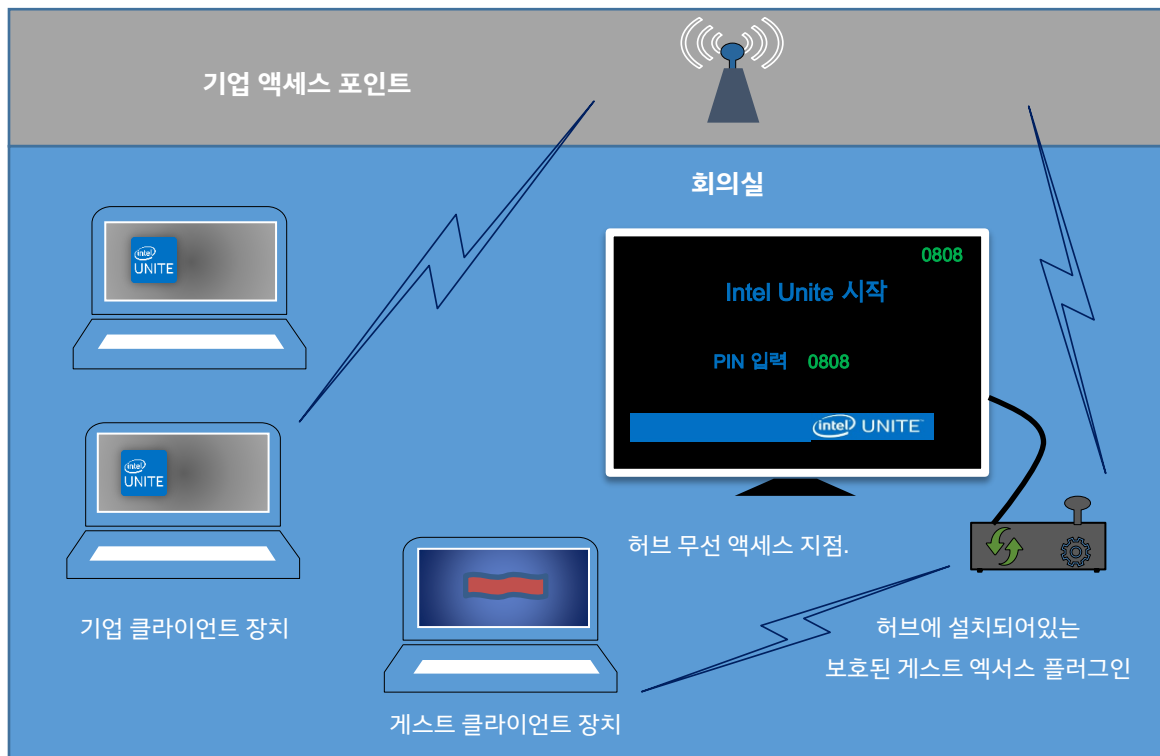 기업 액세스 포인트
회의실
intel
UNITE
0808
Intel Unite 시작
PIN 입력 0808
intel UNITE™
intel
UNITE
허브 무선 액세스 지점.
기업 클라이언트 장치
허브에 설치되어있는
보호된 게스트 엑서스 플러그인
게스트 클라이언트 장치